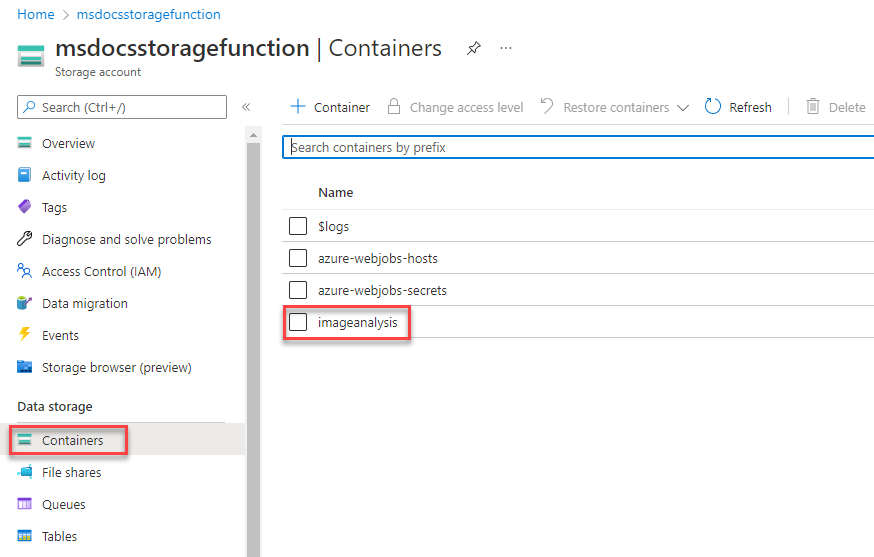 Home > msdocsstoragefunction
msdocsstoragefunction | Containers
Storage account
Search (Ctrl+/)
«
Overview
Activity log
Tags
Diagnose and solve problems
Access Control (IAM)
Data migration
Events
Storage browser (preview)
Data storage
Containers
File shares
Queues
Tables
+ Container Change access level Restore containers Refresh Delete
Search containers by prefix
Name
$logs
azure-webjobs-hosts
azure-webjobs-secrets
imageanalysis